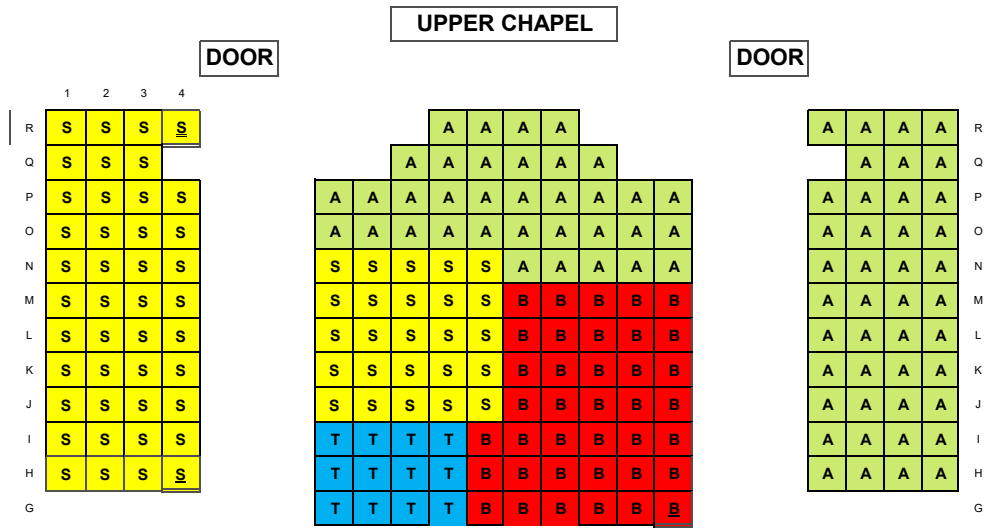 UPPER CHAPEL
DOOR DOOR
1 2 3 4
R S S S S A A A A A A A A R
Q S S S A A A A A A A A A Q
P S S S S A A A A A A A A A A A A A A P
O S S S S A A A A A A A A A A A A A A O
N S S S S S S S S S A A A A A A A A A N
M S S S S S S S S S B B B B B A A A A M
L S S S S S S S S S B B B B B A A A A L
K S S S S S S S S S B B B B B A A A A K
J S S S S S S S S S B B B B B A A A A J
I S S S S T T T T B B B B B B A A A A I
H S S S S T T T T B B B B B B A A A A H
G T T T T B B B B B B G